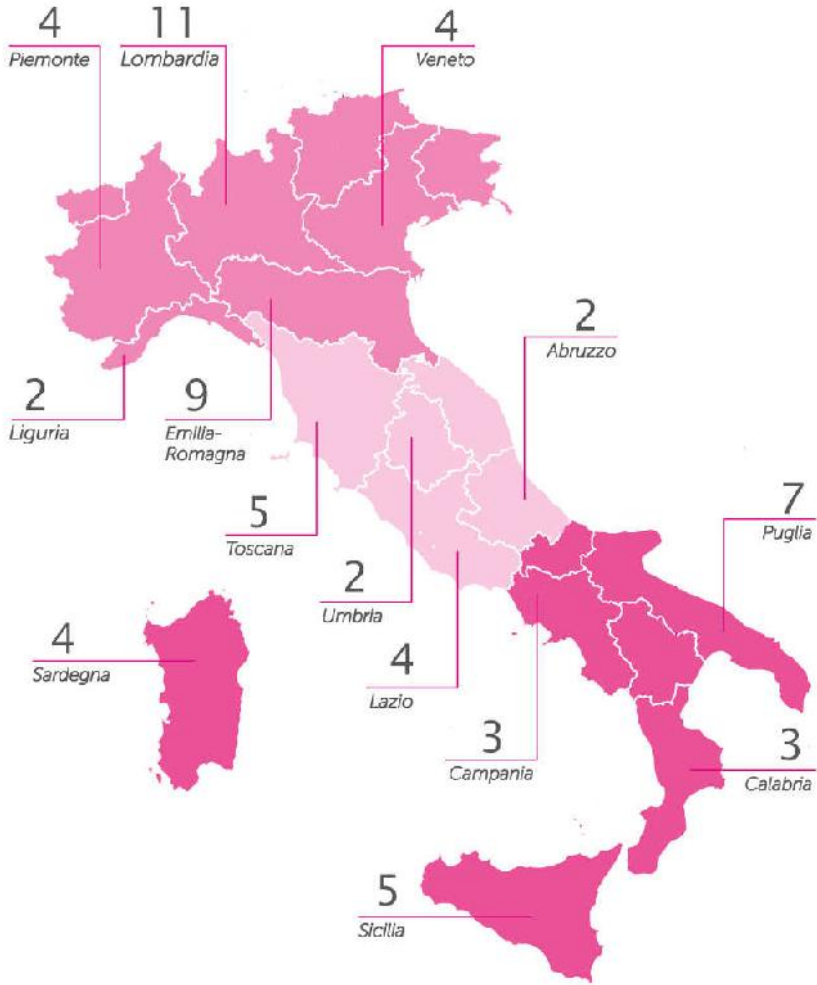 4
Piemonte
11
Lombardia
4
Veneto
2
Abruzzo
2
Liguria
9
Emilia-
Romagna
5
Toscana
7
Puglia
2
Umbria
4
Sardegna
4
Lazio
3
Campania
3
Calabria
5
Sicilia